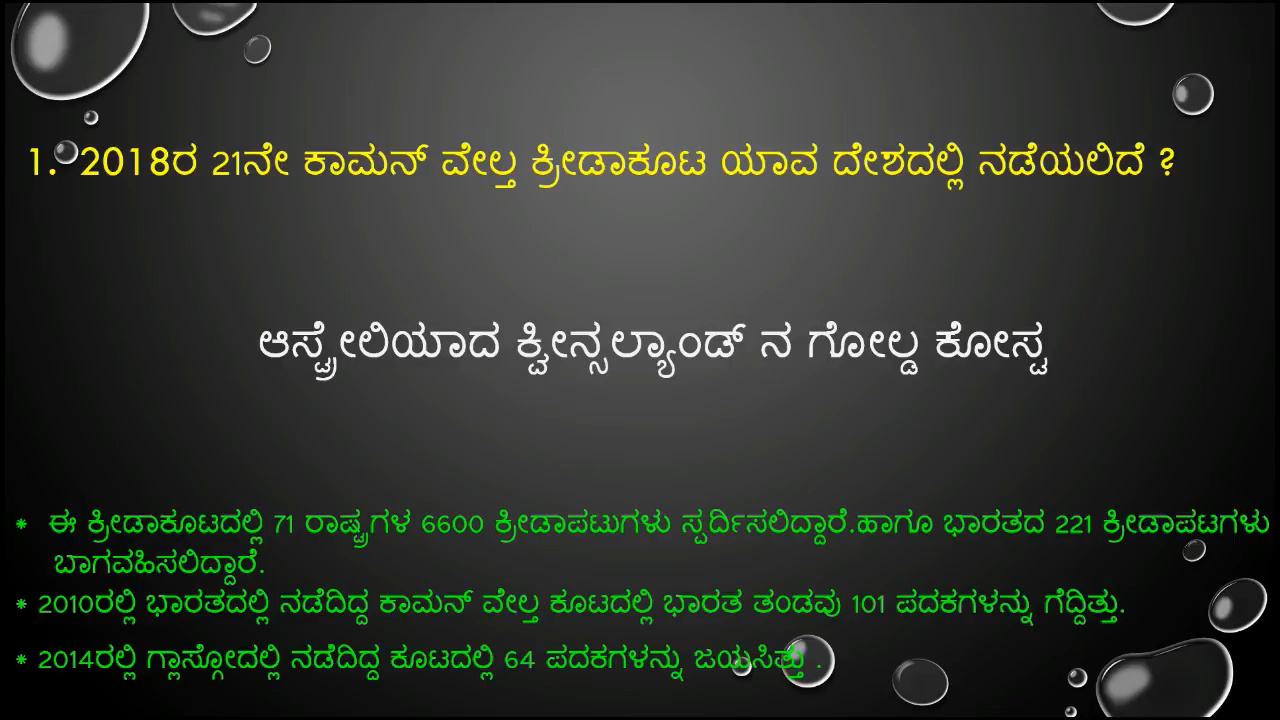 1. 2018ರ 21ನೇ ಕಾಮನ್ ವೇಲ್ತ ಕ್ರೀಡಾಕೂಟ ಯಾವ ದೇಶದಲ್ಲಿ ನಡೆಯಲಿದೆ ?
ಆಸ್ಟ್ರೇಲಿಯಾದ ಕ್ವೀನ್ಸಲ್ಯಾಂಡ್ ನ ಗೋಲ್ಡ ಕೋಸ್ಟ
* ಈ ಕ್ರೀಡಾಕೂಟದಲ್ಲಿ 71 ರಾಷ್ಟ್ರಗಳ 6600 ಕ್ರೀಡಾಪಟುಗಳು ಸ್ಪರ್ದಿಸಲಿದ್ದಾರೆ.ಹಾಗೂ ಭಾರತದ 221 ಕ್ರೀಡಾಪಟಗಳು
ಬಾಗವಹಿಸಲಿದ್ದಾರೆ.
* 2010ರಲ್ಲಿ ಭಾರತದಲ್ಲಿ ನಡೆದಿದ್ದ ಕಾಮನ್ ವೇಲ್ತ ಕೂಟದಲ್ಲಿ ಭಾರತ ತಂಡವು 101 ಪದಕಗಳನ್ನು ಗೆದ್ದಿತ್ತು.
* 2014ರಲ್ಲಿ ಗ್ಲಾಸ್ಗೋದಲ್ಲಿ ನಡೆದಿದ್ದ ಕೂಟದಲ್ಲಿ 64 ಪದಕಗಳನ್ನು ಜಯಿಸಿತ್ತು .